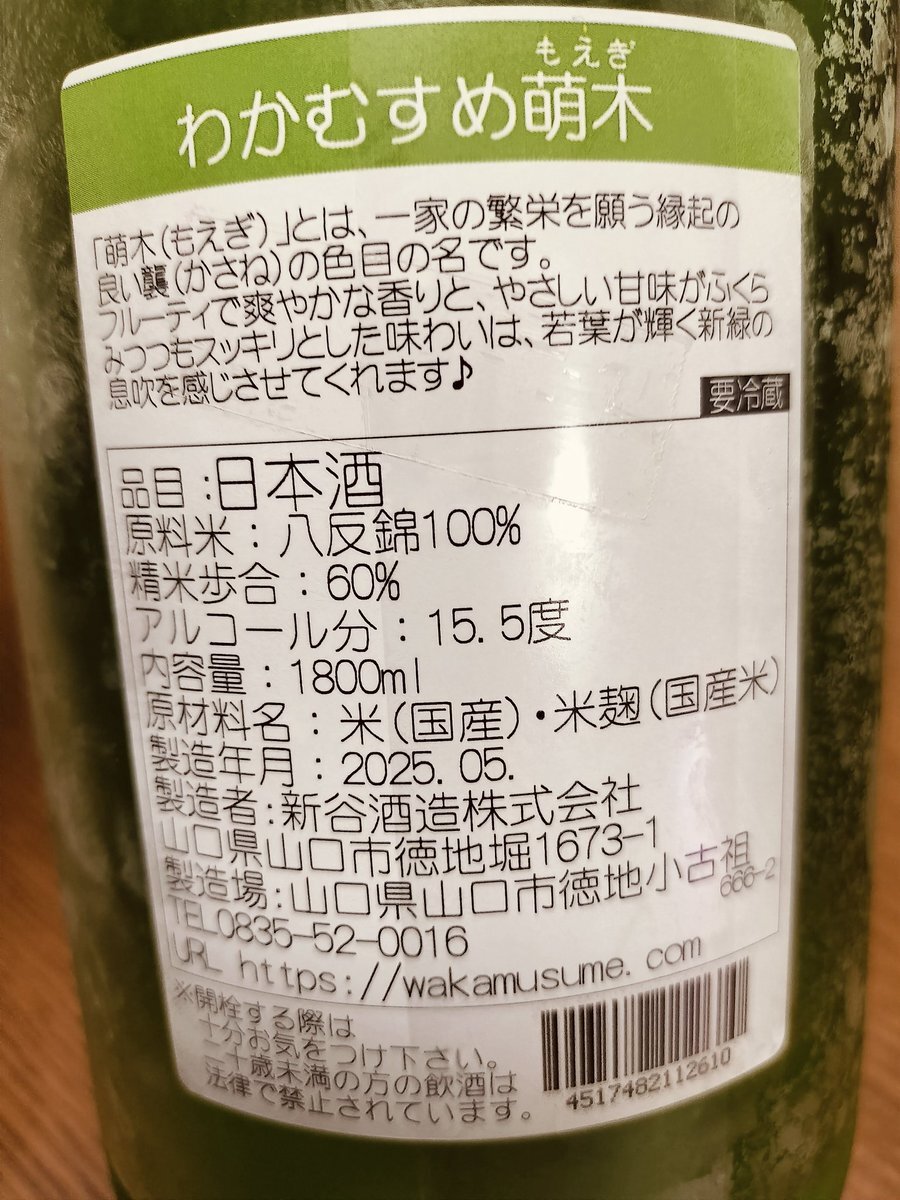 もえぎ
わかむすめ萌木
「萌木(もえぎ)」とは、一家の繁栄を願う縁起の
良い襲(かさね)の色目の名です。
フルーティで爽やかな香りと、やさしい甘味がふくら
みつつもスッキリとした味わいは、若葉が輝く新緑の
息吹を感じさせてくれます♪
要冷蔵
品目:日本酒
原料米:八反錦100%
精米歩合:60%
アルコール分:15.5度
内容量:1800ml
原材料名:米(国産)・米麹(国産米)
製造年月:2025.05.
製造者:新谷酒造株式会社
山口県山口市徳地堀1673-1
製造場:山口県山口市徳地小古祖
666-2
TEL0835-52-0016
URL https://wakamusume.com
※開栓する際は
十分お気をつけ下さい。
二十歳未満の方の飲酒は
法律で禁止されています。
4517482112610